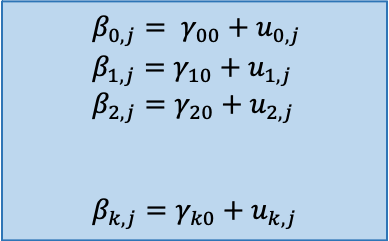 β₀,ⱼ = γ₀₀ + u₀,ⱼ
β₁,ⱼ = γ₁₀ + u₁,ⱼ
β₂,ⱼ = γ₂₀ + u₂,ⱼ
βₖ,ⱼ = γₖ₀ + uₖ,ⱼ